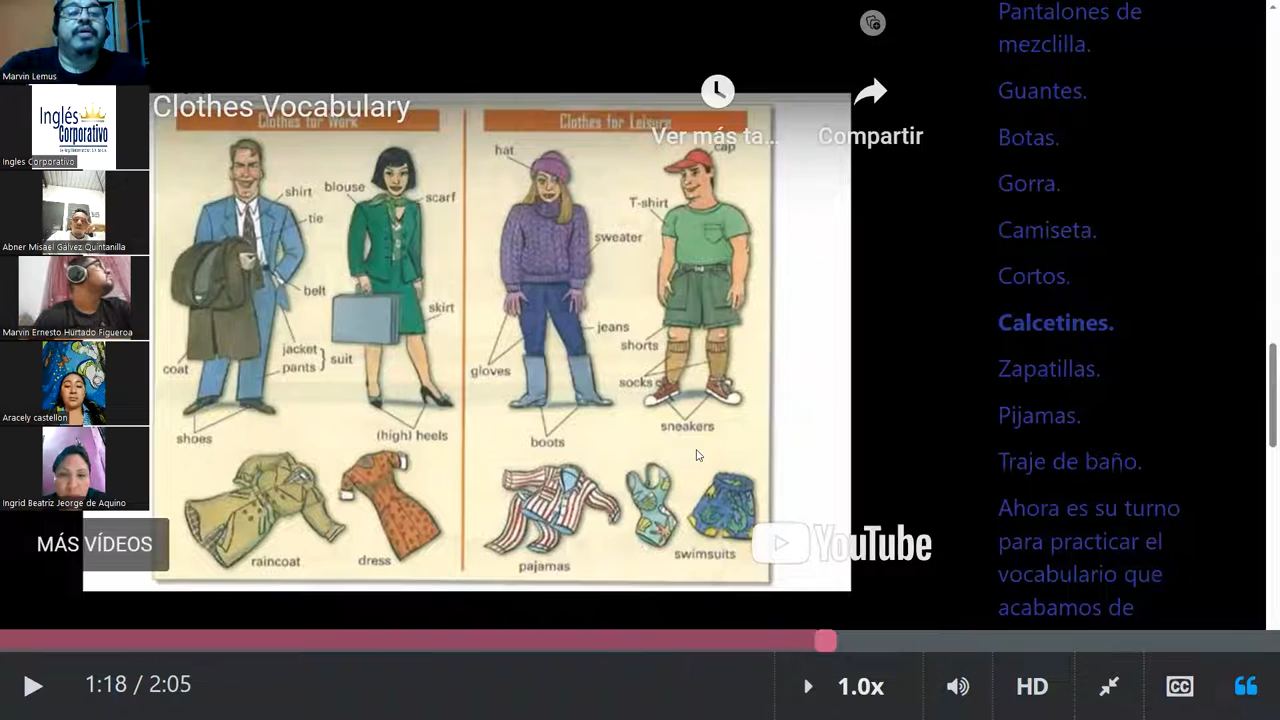 Marvin Lemus
Inglés
Corporativo
Ingles Corporativo
Abner Misael Gálvez Quintanilla
Marvin Ernesto Hurtado Figueroa
Aracely castellon
Ingrid Beatriz Jeorge de Aquino
MÁS VÍDEOS
Clothes Vocabulary
Ver más ta...
Compartir
Clothes for Work
shirt
blouse
scarf
tie
belt
skirt
jacket
pants
suit
coat
shoes
(high) heels
raincoat
dress
Clothes for Leisure
hat
cap
T-shirt
sweater
jeans
shorts
gloves
socks
sneakers
boots
pajamas
swimsuits
YouTube
Pantalones de
mezclilla.
Guantes.
Botas.
Gorra.
Camiseta.
Cortos.
Calcetines.
Zapatillas.
Pijamas.
Traje de baño.
Ahora es su turno
para practicar el
vocabulario que
acabamos de
1:18 / 2:05
1.0x
HD
CC